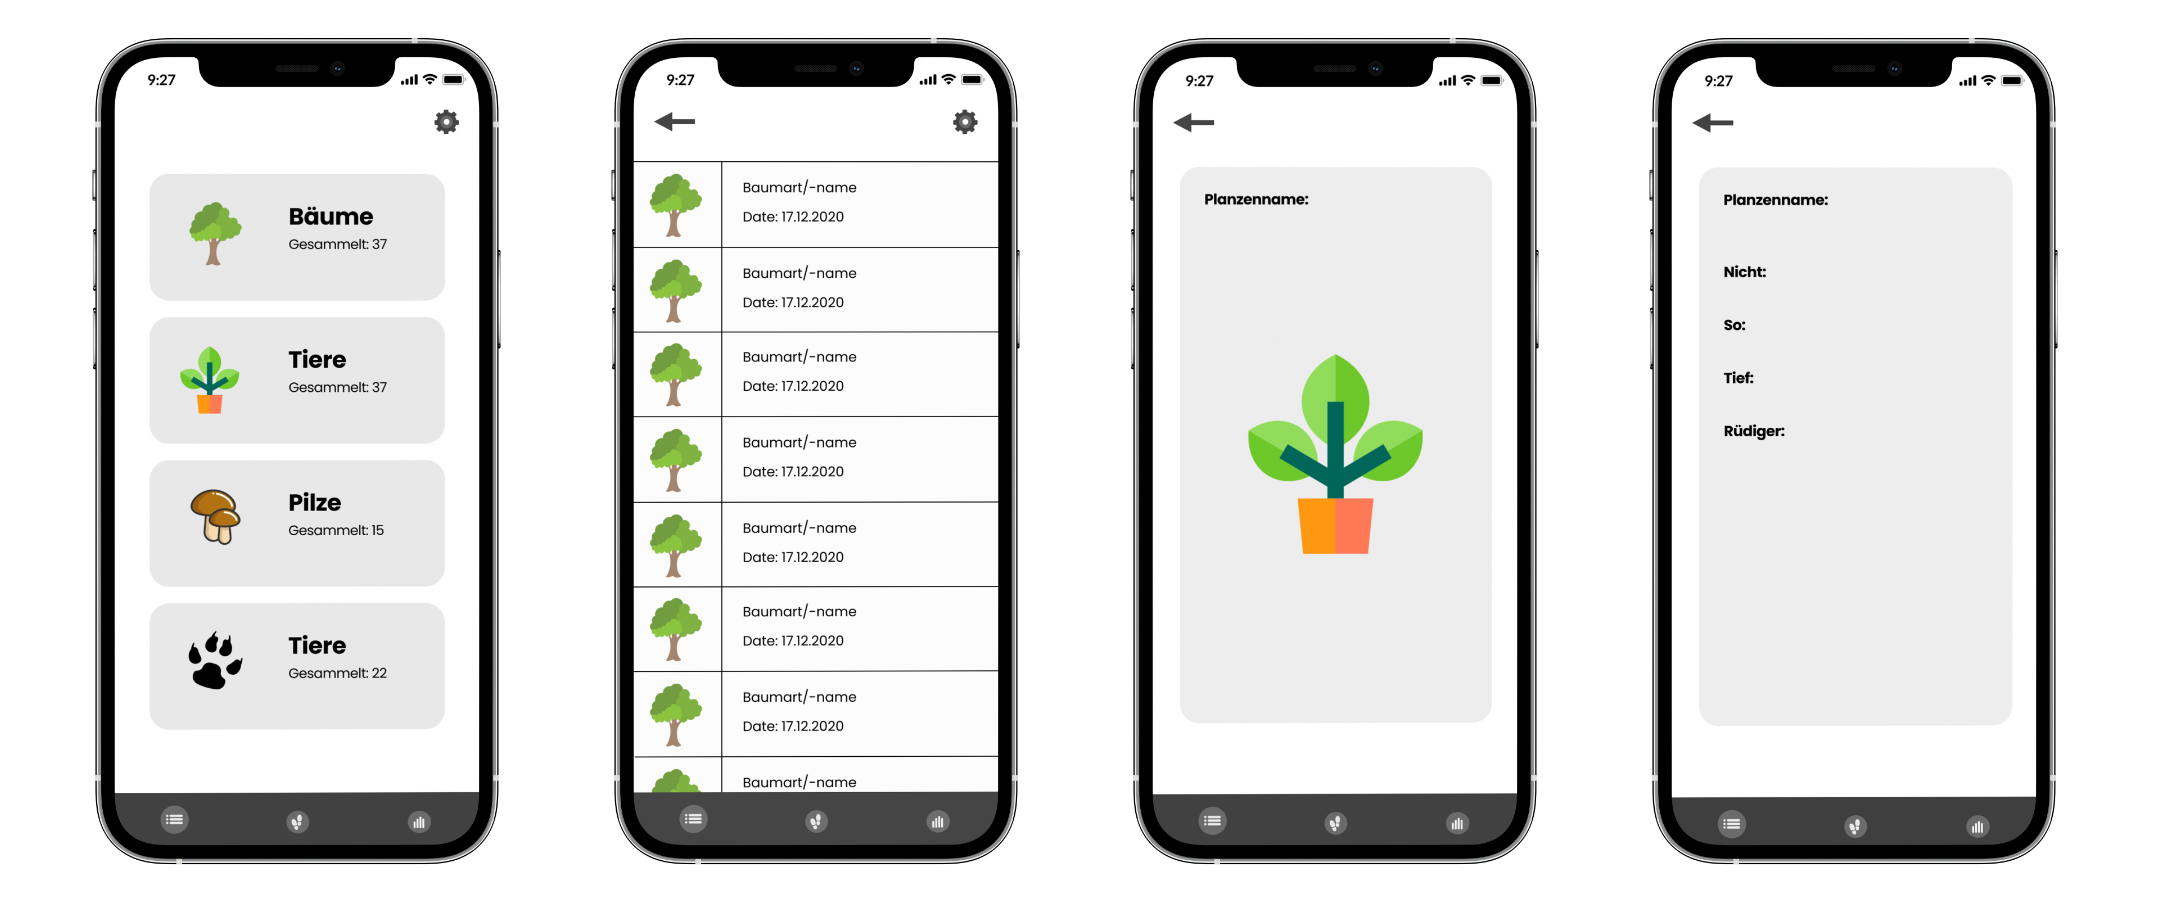 9:27
Bäume
Gesammelt: 37
Tiere
Gesammelt: 37
Pilze
Gesammelt: 15
Tiere
Gesammelt: 22
9:27
Baumart/-name
Date: 17.12.2020
Baumart/-name
Date: 17.12.2020
Baumart/-name
Date: 17.12.2020
Baumart/-name
Date: 17.12.2020
Baumart/-name
Date: 17.12.2020
Baumart/-name
Date: 17.12.2020
Baumart/-name
Date: 17.12.2020
Baumart/-name
9:27
Planzenname:
9:27
Planzenname:
Nicht:
So:
Tief:
Rüdiger: